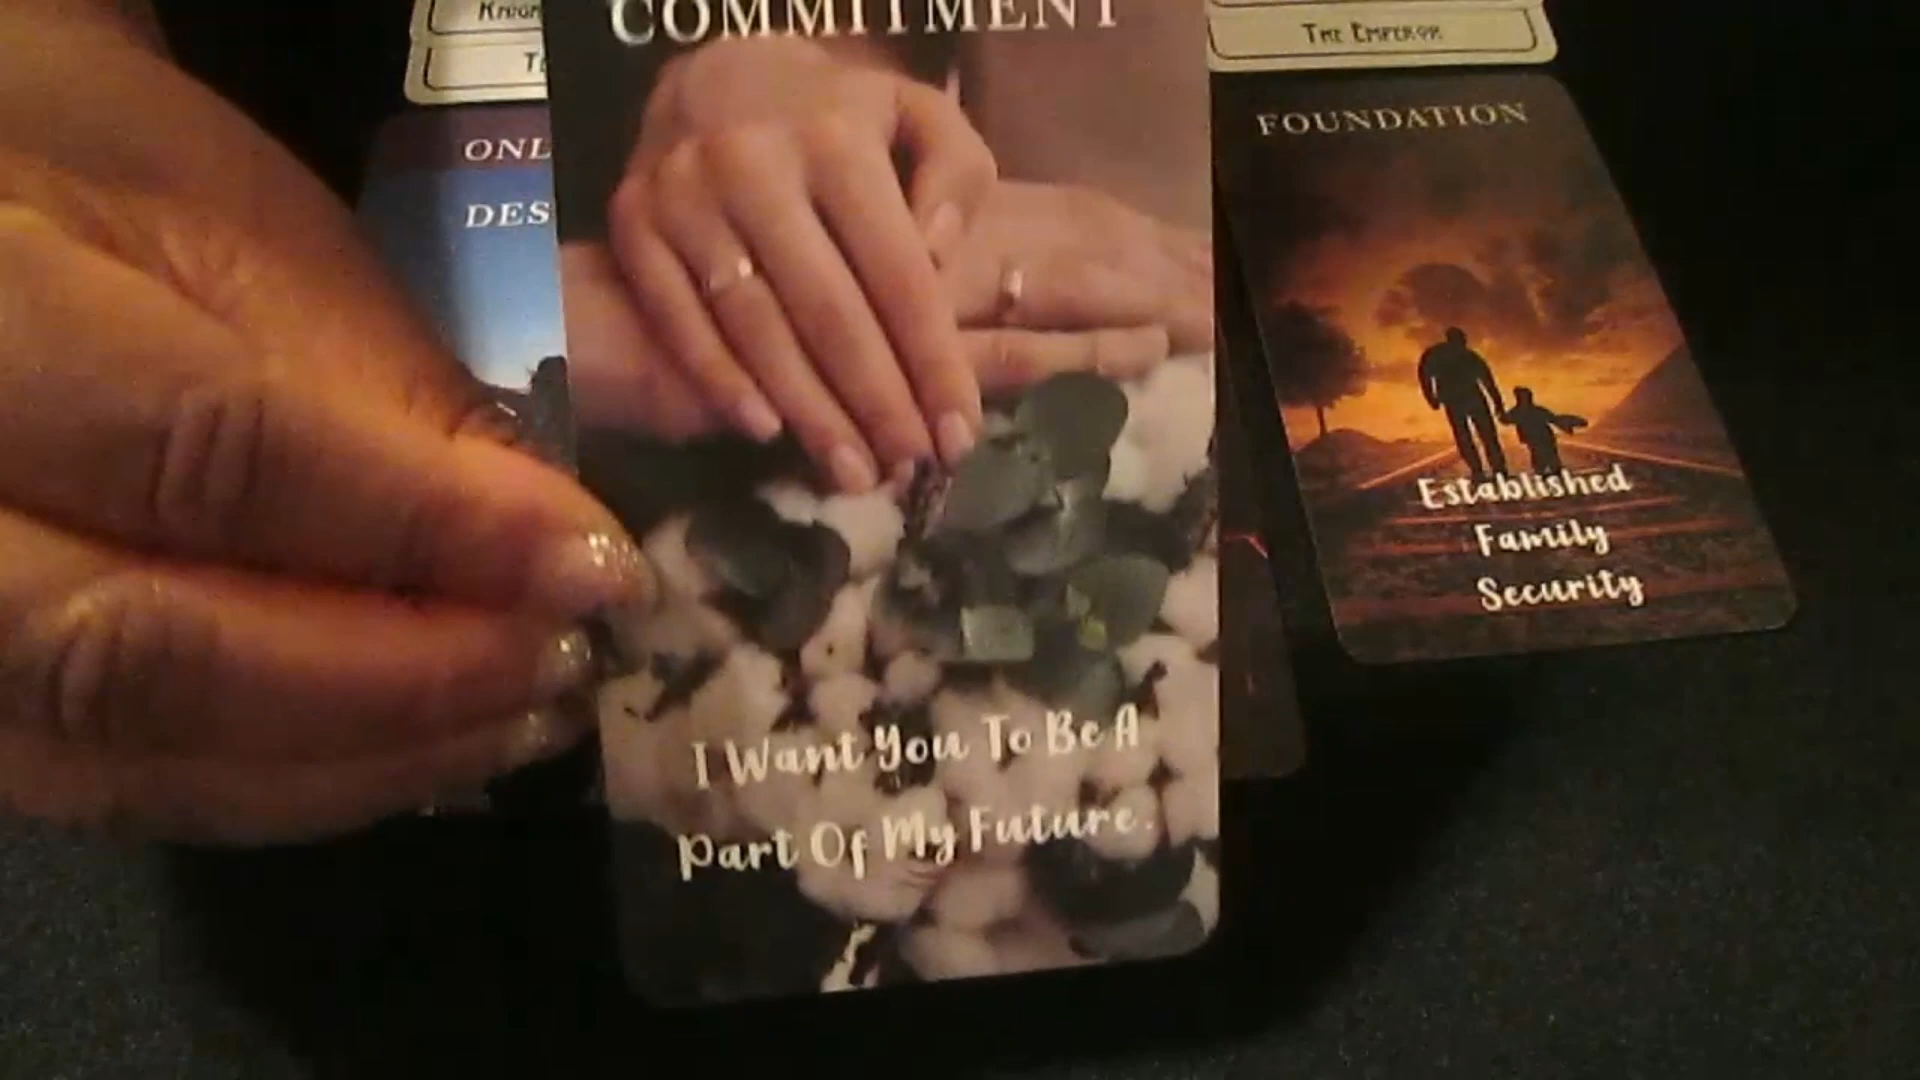 COMMITMENT
THE EMPEROR
FOUNDATION
I Want You To Be A
Part Of My Future.
Established
Family
Security